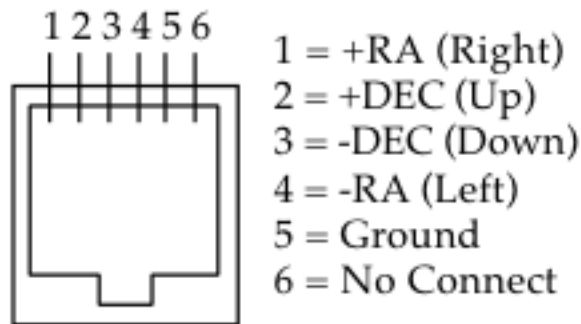 1 2 3 4 5 6
1 = +RA (Right)
2 = +DEC (Up)
3 = -DEC (Down)
4 = -RA (Left)
5 = Ground
6 = No Connect